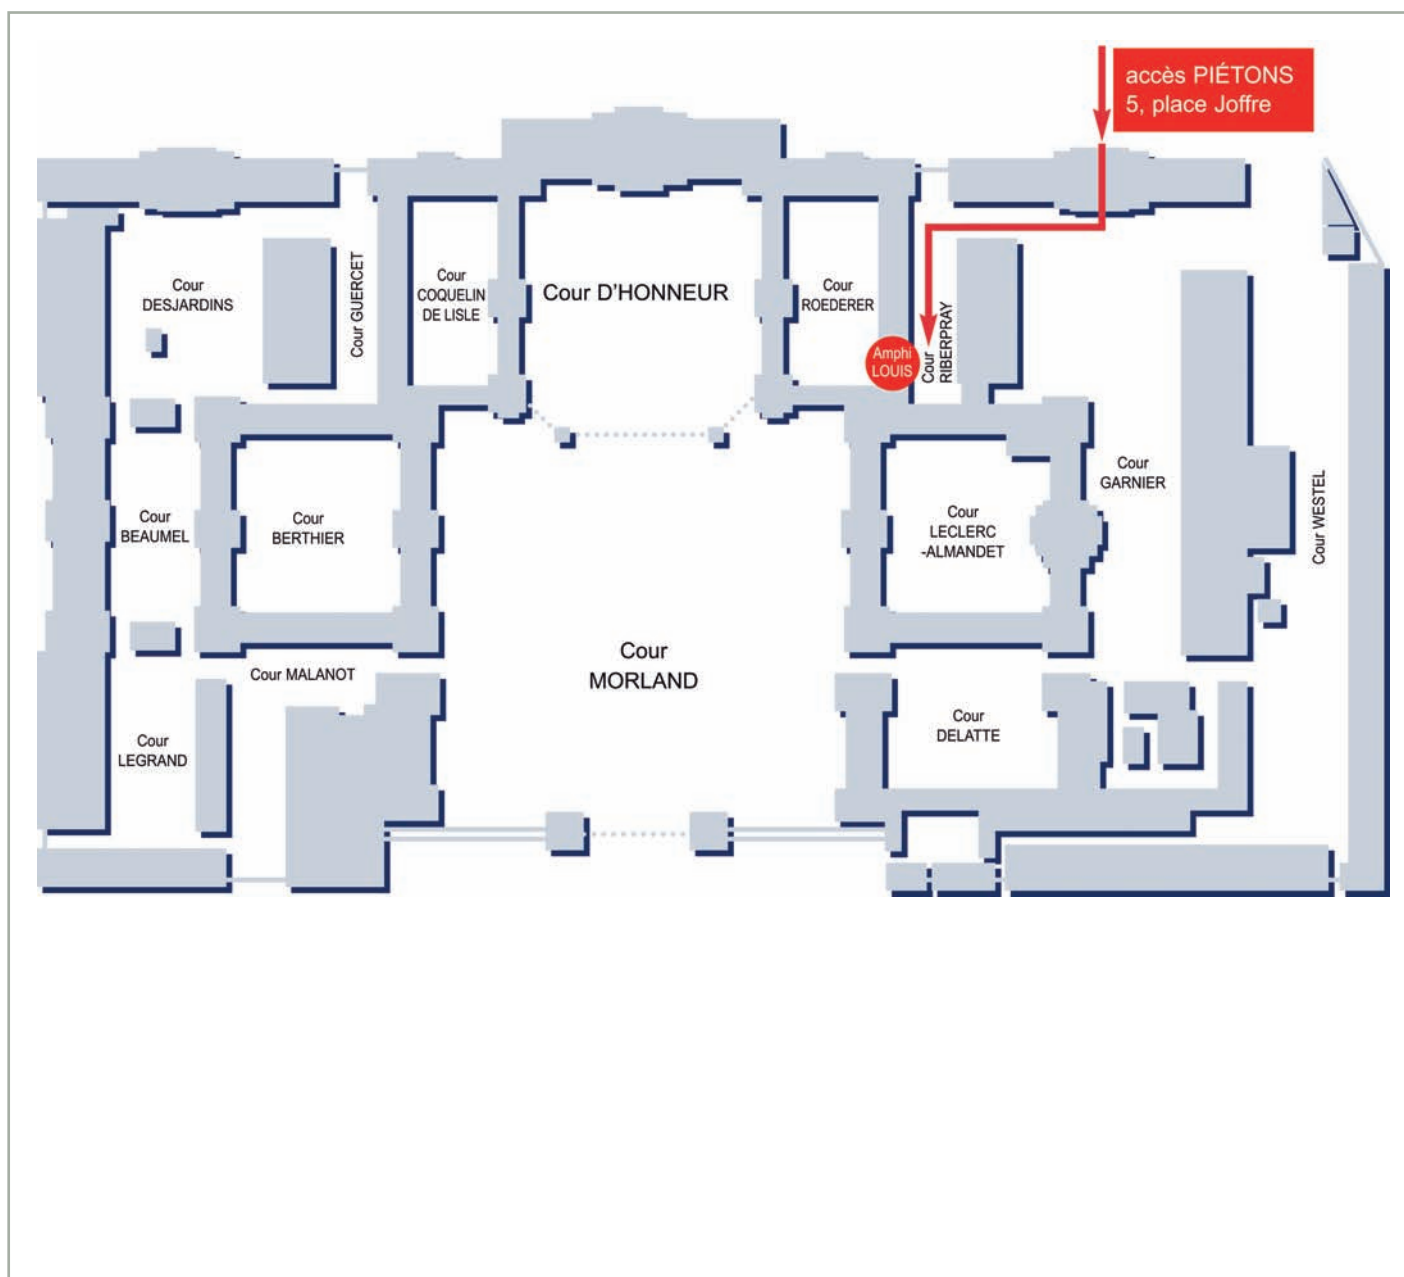 accès PIÉTONS
5, place Joffre
Cour
DESJARDINS
Cour GUERCET
Cour
COQUELIN
DE LISLE
Cour D'HONNEUR
Cour
ROEDERER
Amphi
LOUIS
Cour
RIBERPRAY
Cour
GARNIER
Cour WESTEL
Cour
BEAUMEL
Cour
BERTHIER
Cour
LECLERC
-ALMANDET
Cour
MORLAND
Cour MALANOT
Cour
LEGRAND
Cour
DELATTE